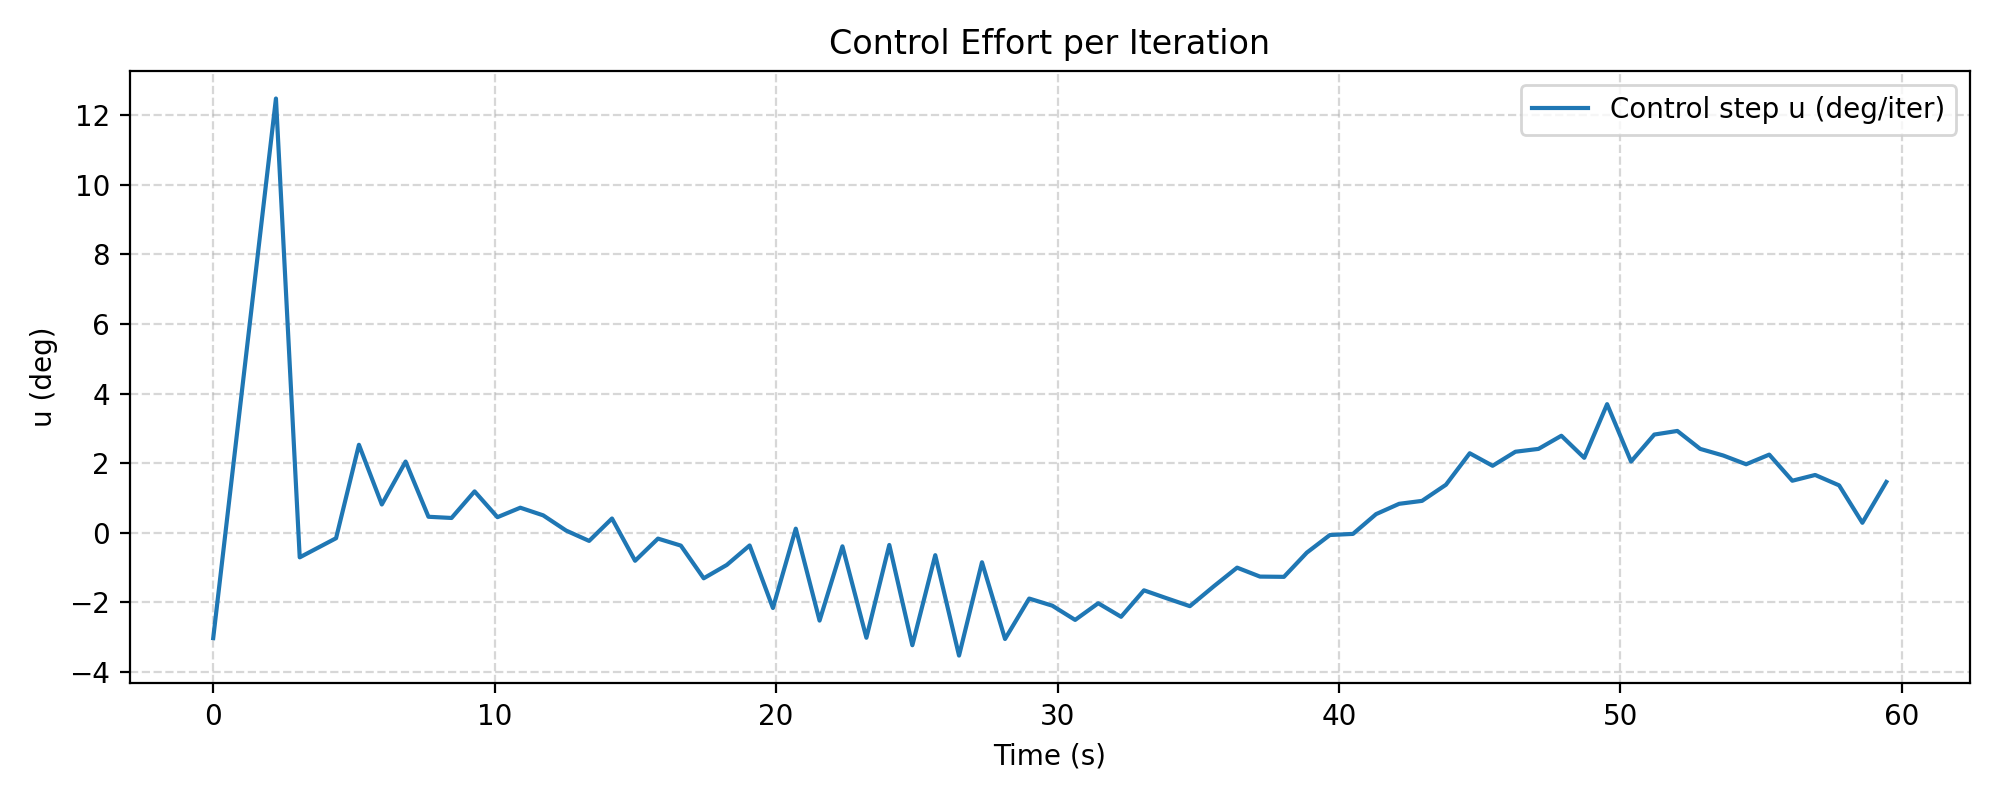 Control Effort per Iteration
Control step u (deg/iter)
12
10
8
6
4
2
0
−2
−4
u (deg)
0 10 20 30 40 50 60
Time (s)